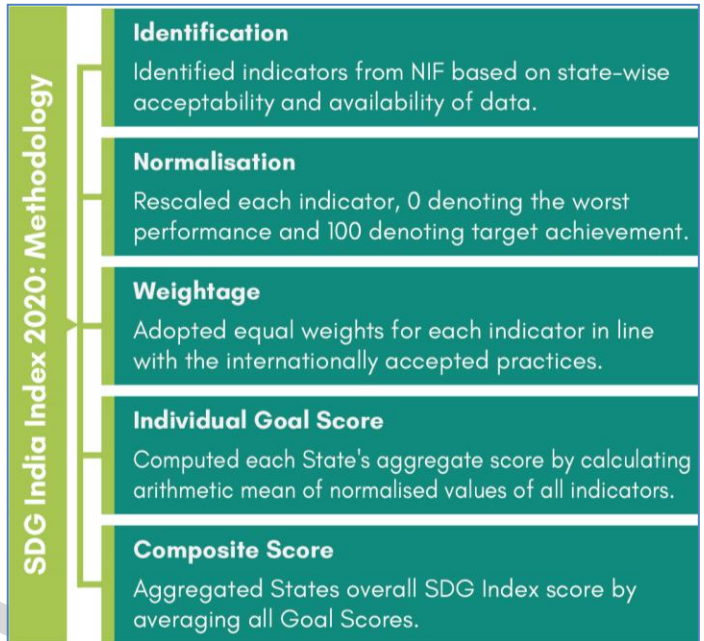 SDG India Index 2020: Methodology
Identification
Identified indicators from NIF based on state-wise
acceptability and availability of data.
Normalisation
Rescaled each indicator, 0 denoting the worst
performance and 100 denoting target achievement.
Weightage
Adopted equal weights for each indicator in line
with the internationally accepted practices.
Individual Goal Score
Computed each State's aggregate score by calculating
arithmetic mean of normalised values of all indicators.
Composite Score
Aggregated States overall SDG Index score by
averaging all Goal Scores.